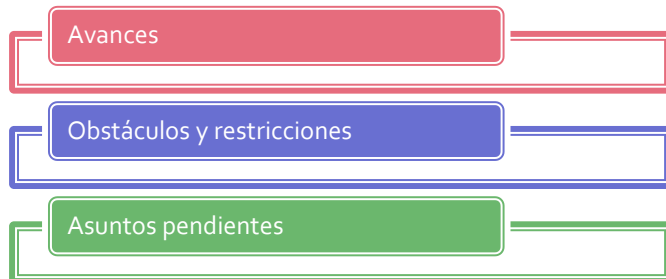 Avances
Obstáculos y restricciones
Asuntos pendientes